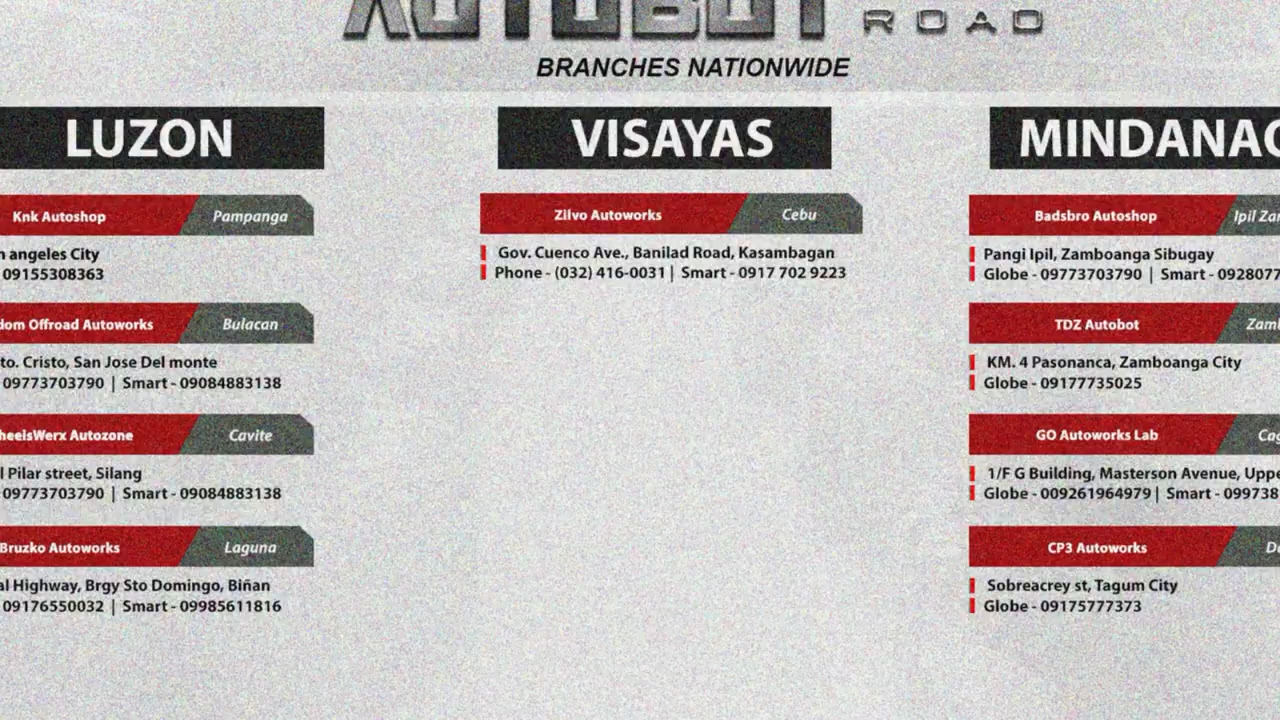 AUTOBOT ROAD
BRANCHES NATIONWIDE
LUZON
Knk Autoshop Pampanga
angeles City
09155308363
Offroad Autoworks Bulacan
Cristo, San Jose Del monte
09773703790 | Smart - 09084883138
Autozone Cavite
Pilar street, Silang
09773703790 | Smart - 09084883138
Bruzko Autoworks Laguna
Highway, Brgy Sto Domingo, Biñan
09176550032 | Smart - 09985611816
VISAYAS
Zilvo Autoworks Cebu
Gov. Cuenco Ave., Banilad Road, Kasambagan
Phone - (032) 416-0031 | Smart - 0917 702 9223
MINDANAO
Badsbro Autoshop Ipil
Pangi Ipil, Zamboanga Sibugay
Globe - 09773703790 | Smart - 0928077
TDZ Autobot
KM. 4 Pasonanca, Zamboanga City
Globe - 09177735025
GO Autoworks Lab
1/F G Building, Masterson Avenue,
Globe - 009261964979 | Smart - 099738
CP3 Autoworks
Sobreacrey st, Tagum City
Globe - 09175777373